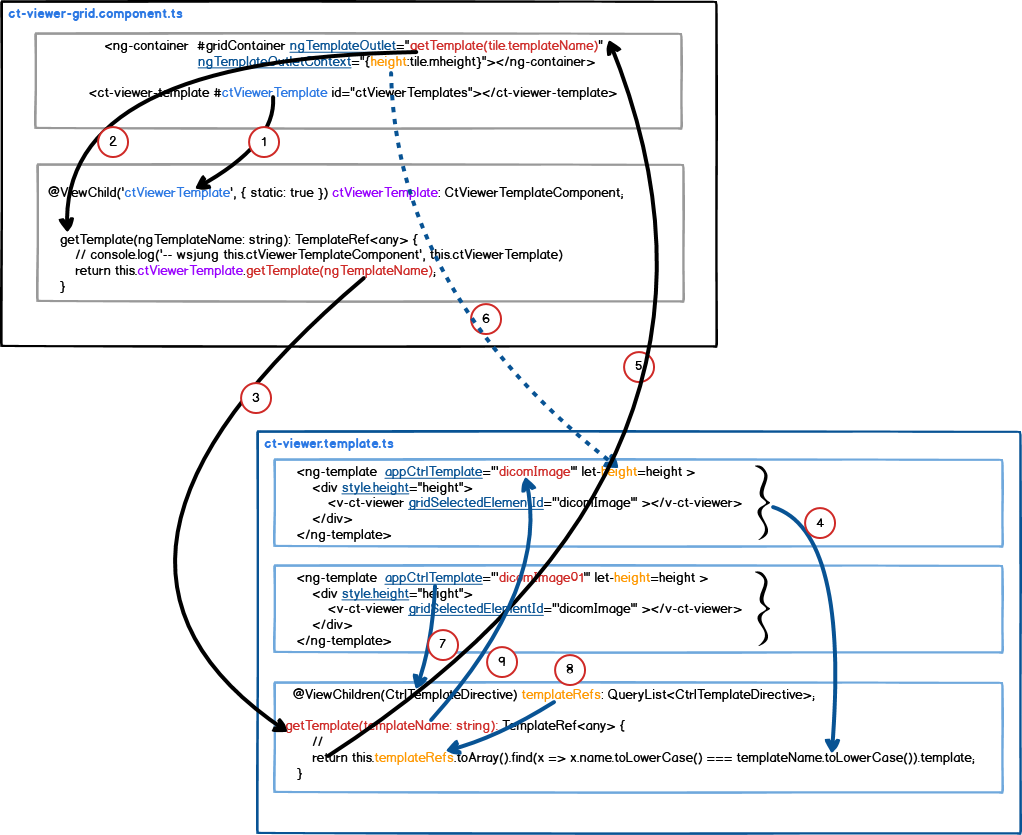 ct-viewer-grid.component.ts
<ng-container #gridContainer ngTemplateOutlet="getTemplate(tile.templateName)"
ngTemplateOutletContext="{height:tile.mheight}"></ng-container>
<ct-viewer-template #ctViewerTemplate id="ctViewerTemplates"></ct-viewer-template>
2
1
@ViewChild('ctViewerTemplate', { static: true }) ctViewerTemplate: CtViewerTemplateComponent;
getTemplate(ngTemplateName: string): TemplateRef<any> {
// console.log('-- wsjung this.ctViewerTemplateComponent', this.ctViewerTemplate)
return this.ctViewerTemplate.getTemplate(ngTemplateName);
}
6
5
3
ct-viewer.template.ts
<ng-template appCtrlTemplate="'dicomImage'" let-height=height >
<div style.height="height">
<v-ct-viewer gridSelectedElementId="'dicomImage'" ></v-ct-viewer>
</div>
</ng-template>
4
<ng-template appCtrlTemplate="'dicomImage01'" let-height=height >
<div style.height="height">
<v-ct-viewer gridSelectedElementId="'dicomImage'" ></v-ct-viewer>
</div>
</ng-template>
7
9
8
@ViewChildren(CtrlTemplateDirective) templateRefs: QueryList<CtrlTemplateDirective>;
getTemplate(templateName: string): TemplateRef<any> {
//
return this.templateRefs.toArray().find(x => x.name.toLowerCase() === templateName.toLowerCase()).template;
}